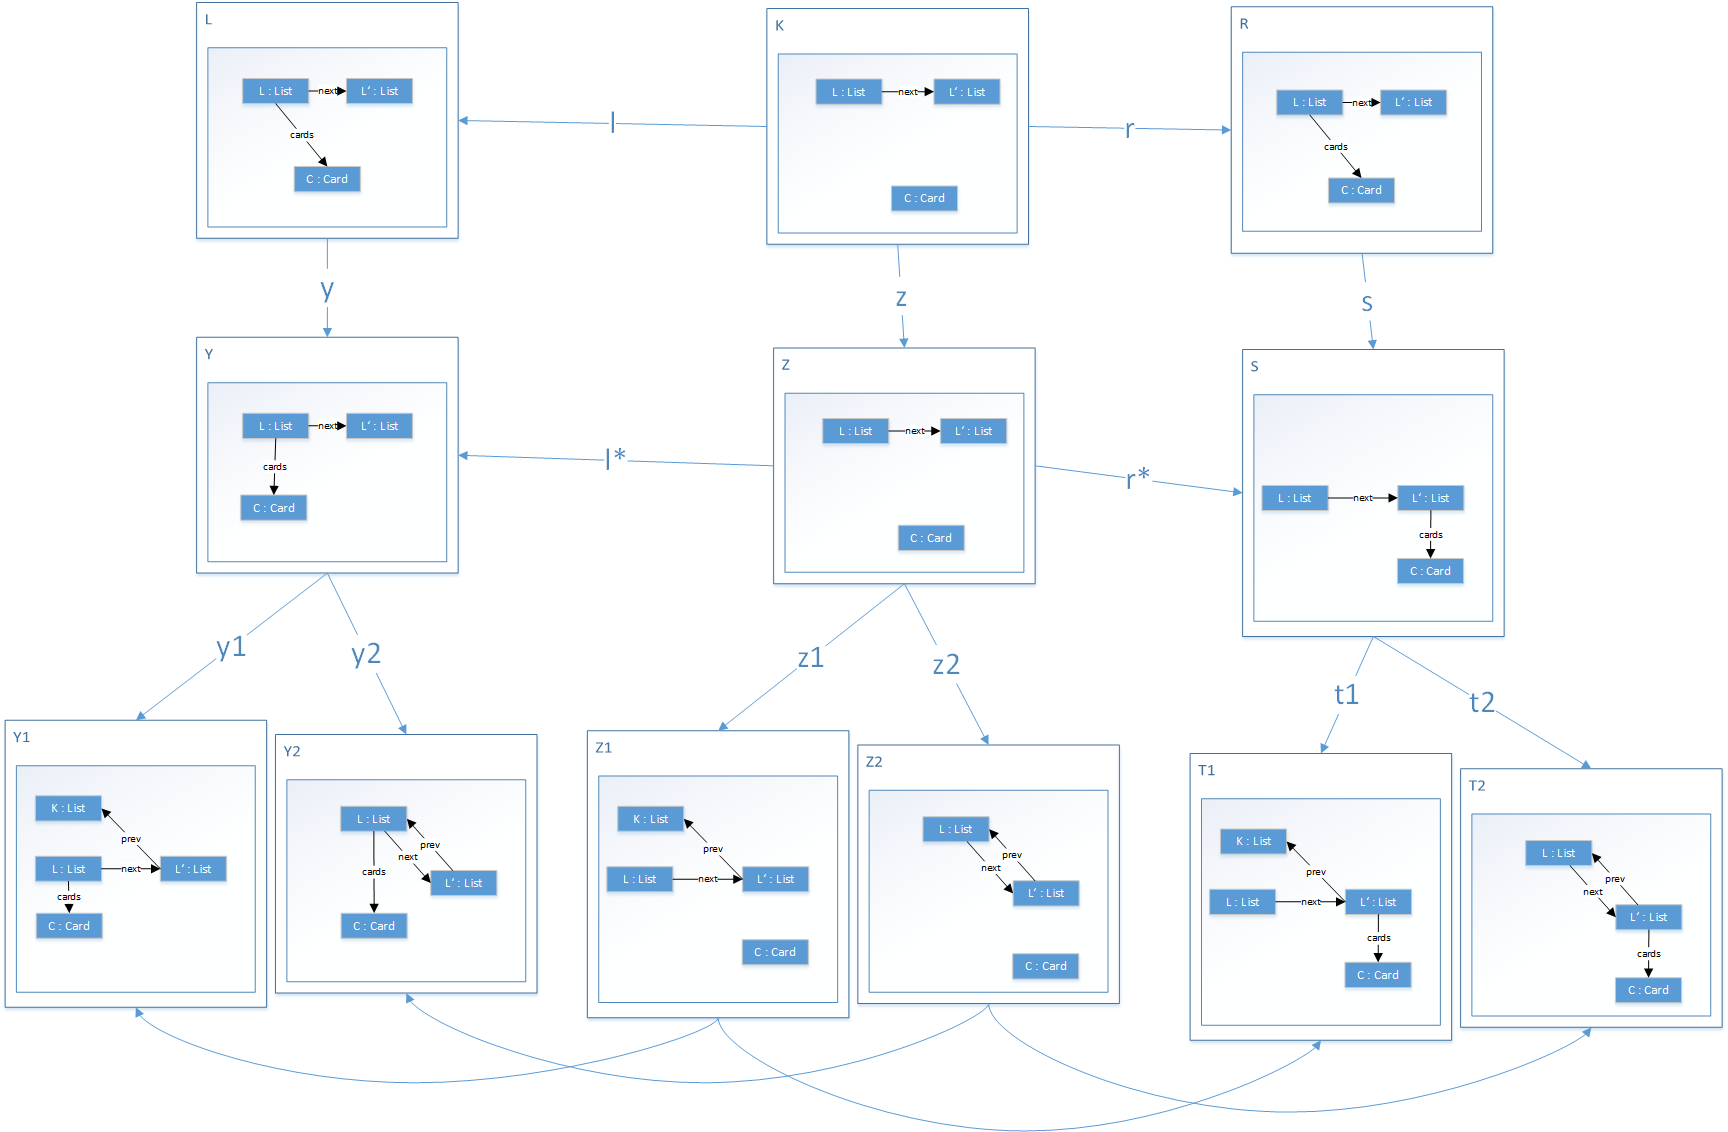 L
L : List
next
L‘ : List
cards
C : Card
l
K
L : List
next
L‘ : List
C : Card
r
R
L : List
next
L‘ : List
cards
C : Card
y
z
s
Y
L : List
next
L‘ : List
cards
C : Card
l*
Z
L : List
next
L‘ : List
C : Card
r*
S
L : List
next
L‘ : List
cards
C : Card
y1
y2
z1
z2
t1
t2
Y1
K : List
prev
L : List
next
L‘ : List
cards
C : Card
Y2
L : List
prev
next
cards
L‘ : List
C : Card
Z1
K : List
prev
L : List
next
L‘ : List
C : Card
Z2
L : List
prev
next
L‘ : List
C : Card
T1
K : List
prev
L : List
next
L‘ : List
cards
C : Card
T2
L : List
prev
next
L‘ : List
cards
C : Card